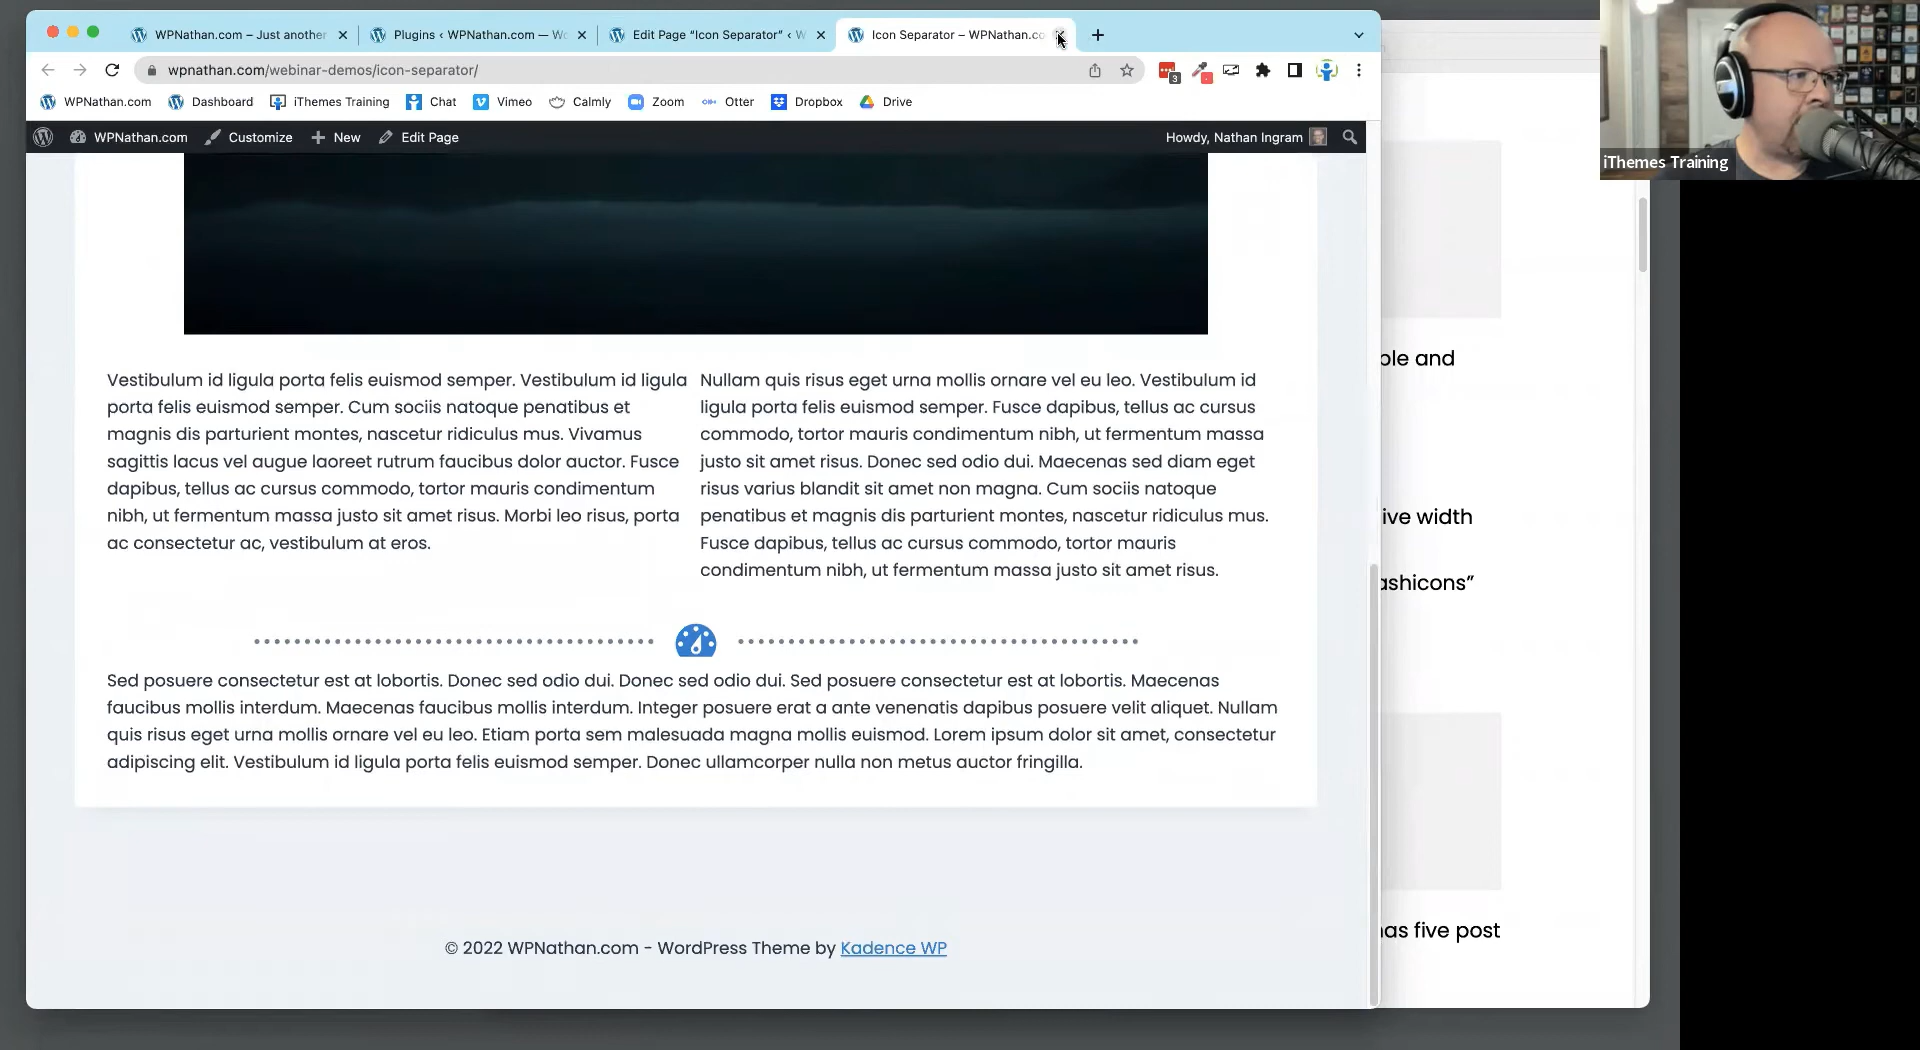 WPNathan.com – Just another
Plugins ‹ WPNathan.com —
Edit Page “Icon Separator” ‹
Icon Separator – WPNathan.co
wpnathan.com/webinar-demos/icon-separator/
3
WPNathan.com
Dashboard
iThemes Training
Chat
Vimeo
Calmly
Zoom
Otter
Dropbox
Drive
WPNathan.com
Customize
New
Edit Page
Howdy, Nathan Ingram
iThemes Training
Vestibulum id ligula porta felis euismod semper. Vestibulum id ligula
porta felis euismod semper. Cum sociis natoque penatibus et
magnis dis parturient montes, nascetur ridiculus mus. Vivamus
sagittis lacus vel augue laoreet rutrum faucibus dolor auctor. Fusce
dapibus, tellus ac cursus commodo, tortor mauris condimentum
nibh, ut fermentum massa justo sit amet risus. Morbi leo risus, porta
ac consectetur ac, vestibulum at eros.
Nullam quis risus eget urna mollis ornare vel eu leo. Vestibulum id
ligula porta felis euismod semper. Fusce dapibus, tellus ac cursus
commodo, tortor mauris condimentum nibh, ut fermentum massa
justo sit amet risus. Donec sed odio dui. Maecenas sed diam eget
risus varius blandit sit amet non magna. Cum sociis natoque
penatibus et magnis dis parturient montes, nascetur ridiculus mus.
Fusce dapibus, tellus ac cursus commodo, tortor mauris
condimentum nibh, ut fermentum massa justo sit amet risus.
Sed posuere consectetur est at lobortis. Donec sed odio dui. Donec sed odio dui. Sed posuere consectetur est at lobortis. Maecenas
faucibus mollis interdum. Maecenas faucibus mollis interdum. Integer posuere erat a ante venenatis dapibus posuere velit aliquet. Nullam
quis risus eget urna mollis ornare vel eu leo. Etiam porta sem malesuada magna mollis euismod. Lorem ipsum dolor sit amet, consectetur
adipiscing elit. Vestibulum id ligula porta felis euismod semper. Donec ullamcorper nulla non metus auctor fringilla.
© 2022 WPNathan.com - WordPress Theme by Kadence WP
ple and
ive width
ashicons”
has five post